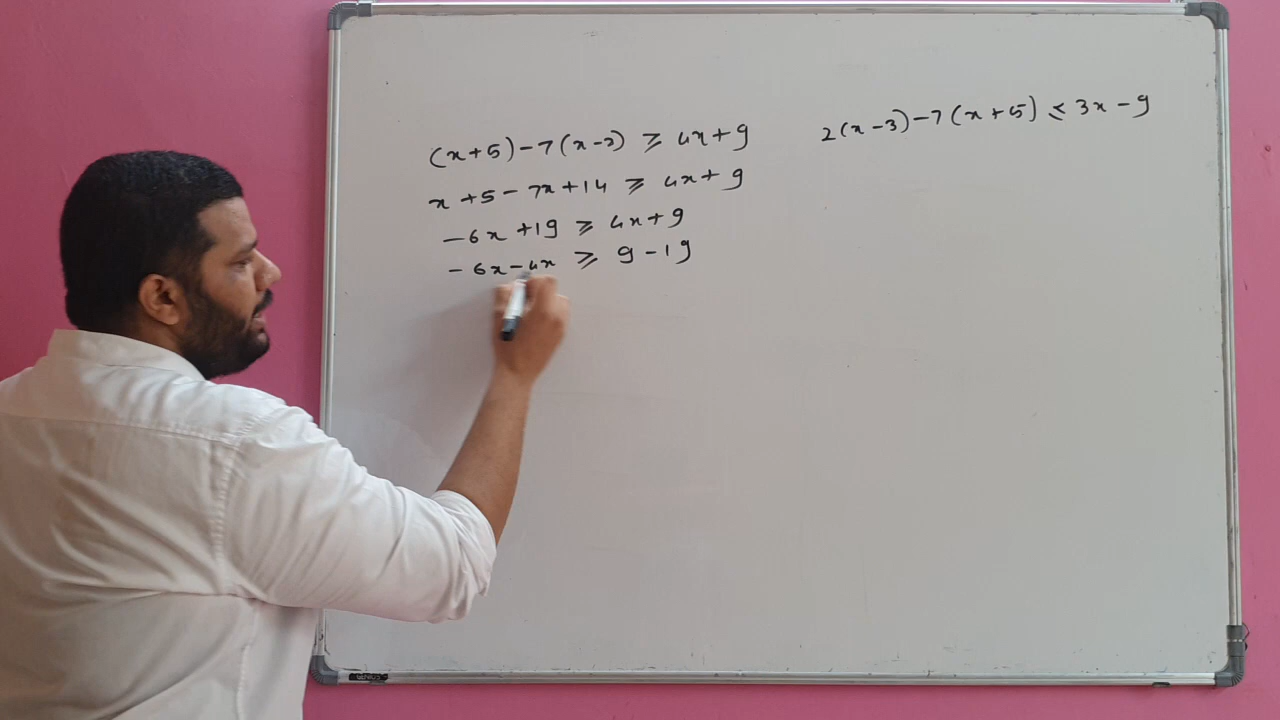 (x+5)-7(x-2) ⩾ 4x+9
x+5-7x+14 ⩾ 4x+9
-6x+19 ⩾ 4x+9
-6x-4x ⩾ 9-19
2(x-3)-7(x+5) ⩽ 3x-9